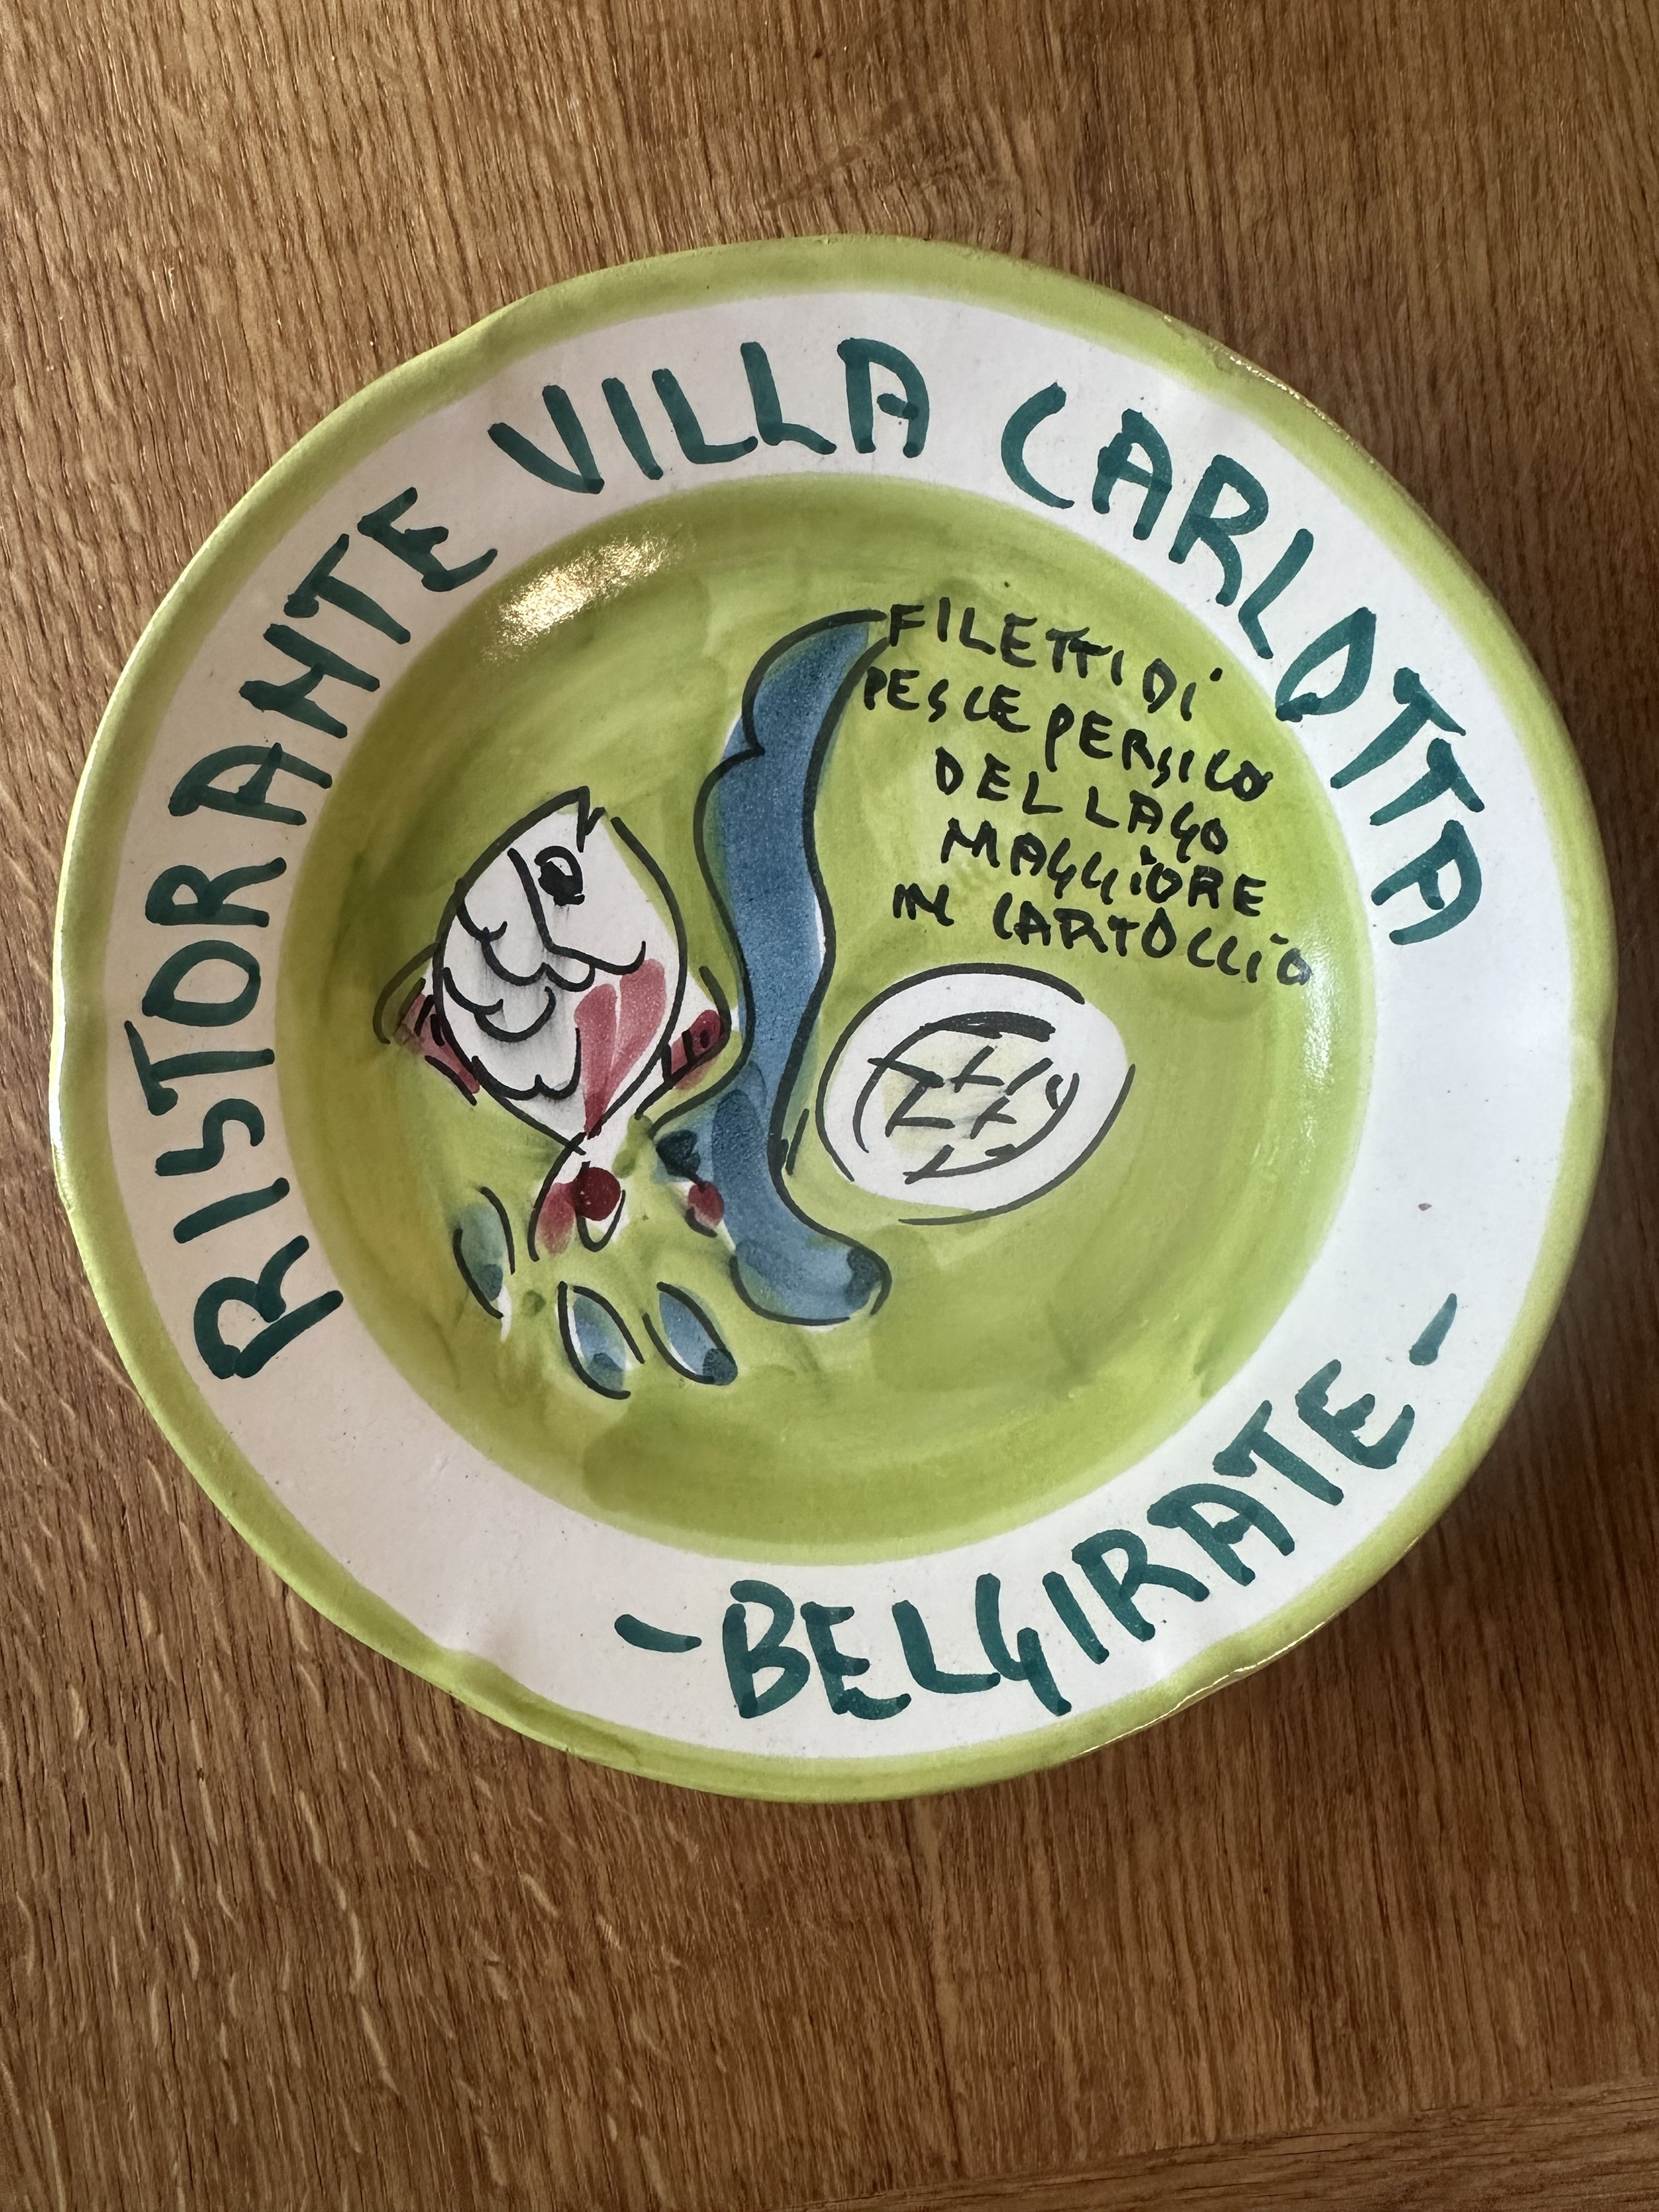 RISTORANTE VILLA CARLOTTA
FILETTI DI
PESCE PERSICO
DEL LAGO
MAGGIORE
IN CARTOCCIO
-BELGIRATE-